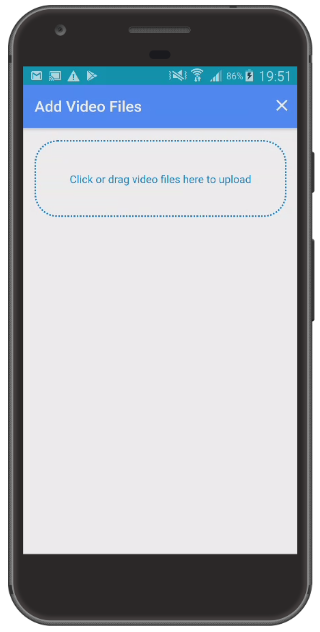 86% 19:51
Add Video Files
Click or drag video files here to upload